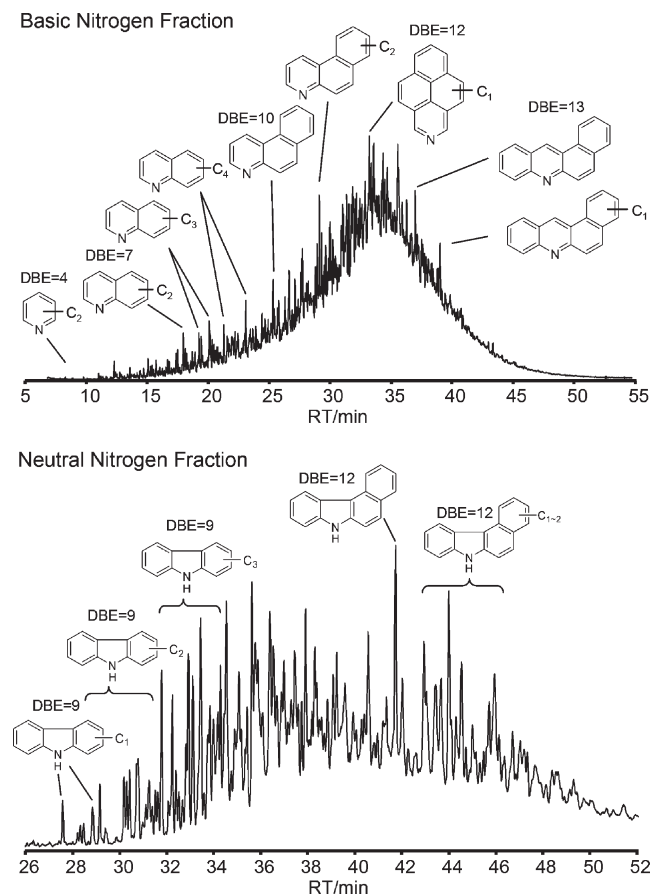 Basic Nitrogen Fraction
DBE=12
C2
DBE=10
N
C1
N
DBE=13
N
C4
N
N
C3
N
C1
N
DBE=7
DBE=4
C2
N
C2
N
5 10 15 20 25 30 35 40 45 50 55
RT/min
Neutral Nitrogen Fraction
DBE=12
N
H
DBE=12
C1~2
N
H
DBE=9
C3
N
H
DBE=9
C2
N
H
DBE=9
C1
N
H
26 28 30 32 34 36 38 40 42 44 46 48 50 52
RT/min